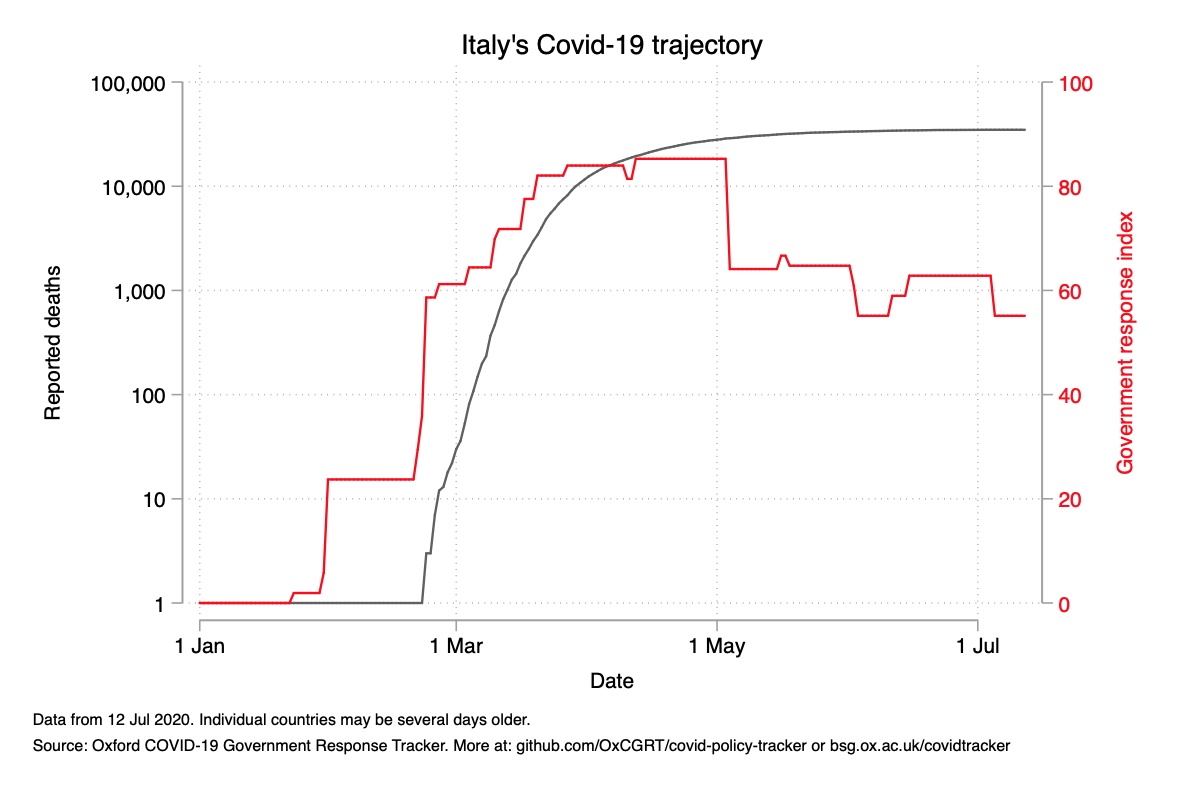 Italy's Covid-19 trajectory
100,000
10,000
1,000
100
10
1
Reported deaths
100
80
60
40
20
0
Government response index
1 Jan
1 Mar
1 May
1 Jul
Date
Data from 12 Jul 2020. Individual countries may be several days older.
Source: Oxford COVID-19 Government Response Tracker. More at: github.com/OxCGRT/covid-policy-tracker or bsg.ox.ac.uk/covidtracker